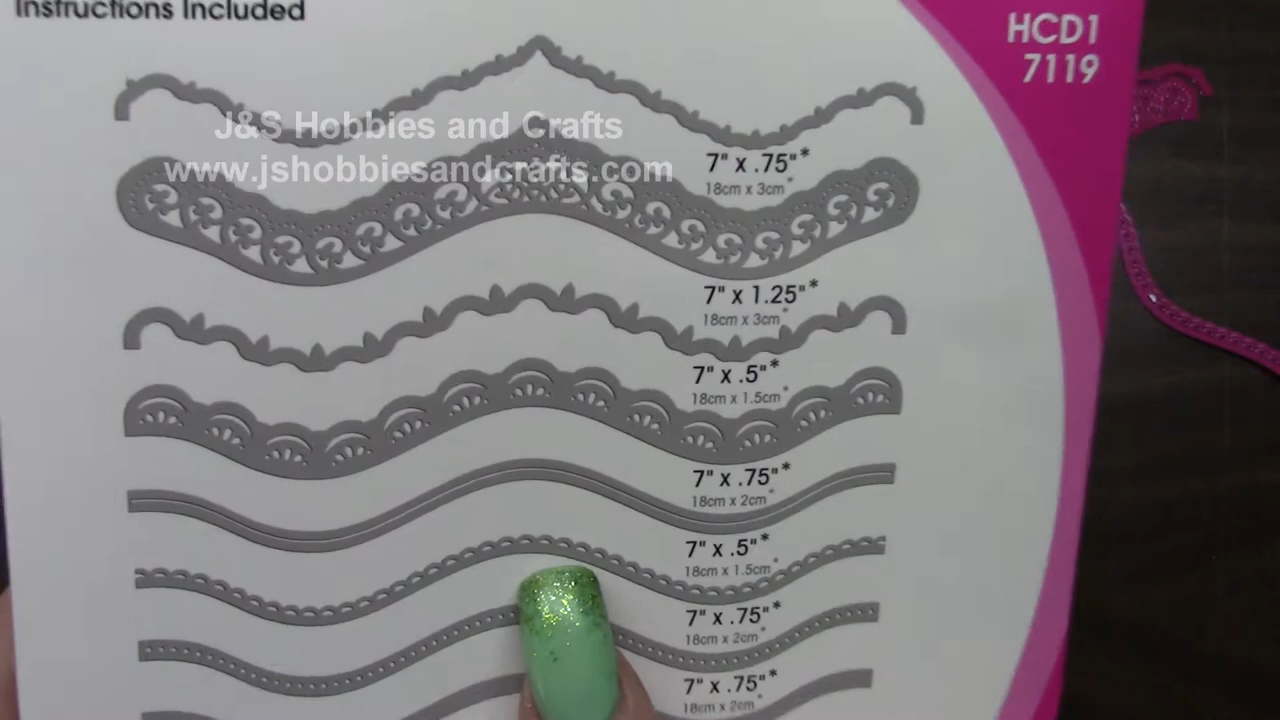 Instructions Included
HCD1
7119
J&S Hobbies and Crafts
www.jshobbiesandcrafts.com
7" x .75"*
18cm x 3cm*
7" x 1.25"*
18cm x 3cm*
7" x .5"*
18cm x 1.5cm*
7" x .75"*
18cm x 2cm*
7" x .5"*
18cm x 1.5cm*
7" x .75"*
18cm x 2cm*
7" x .75"*
18cm x 2cm*